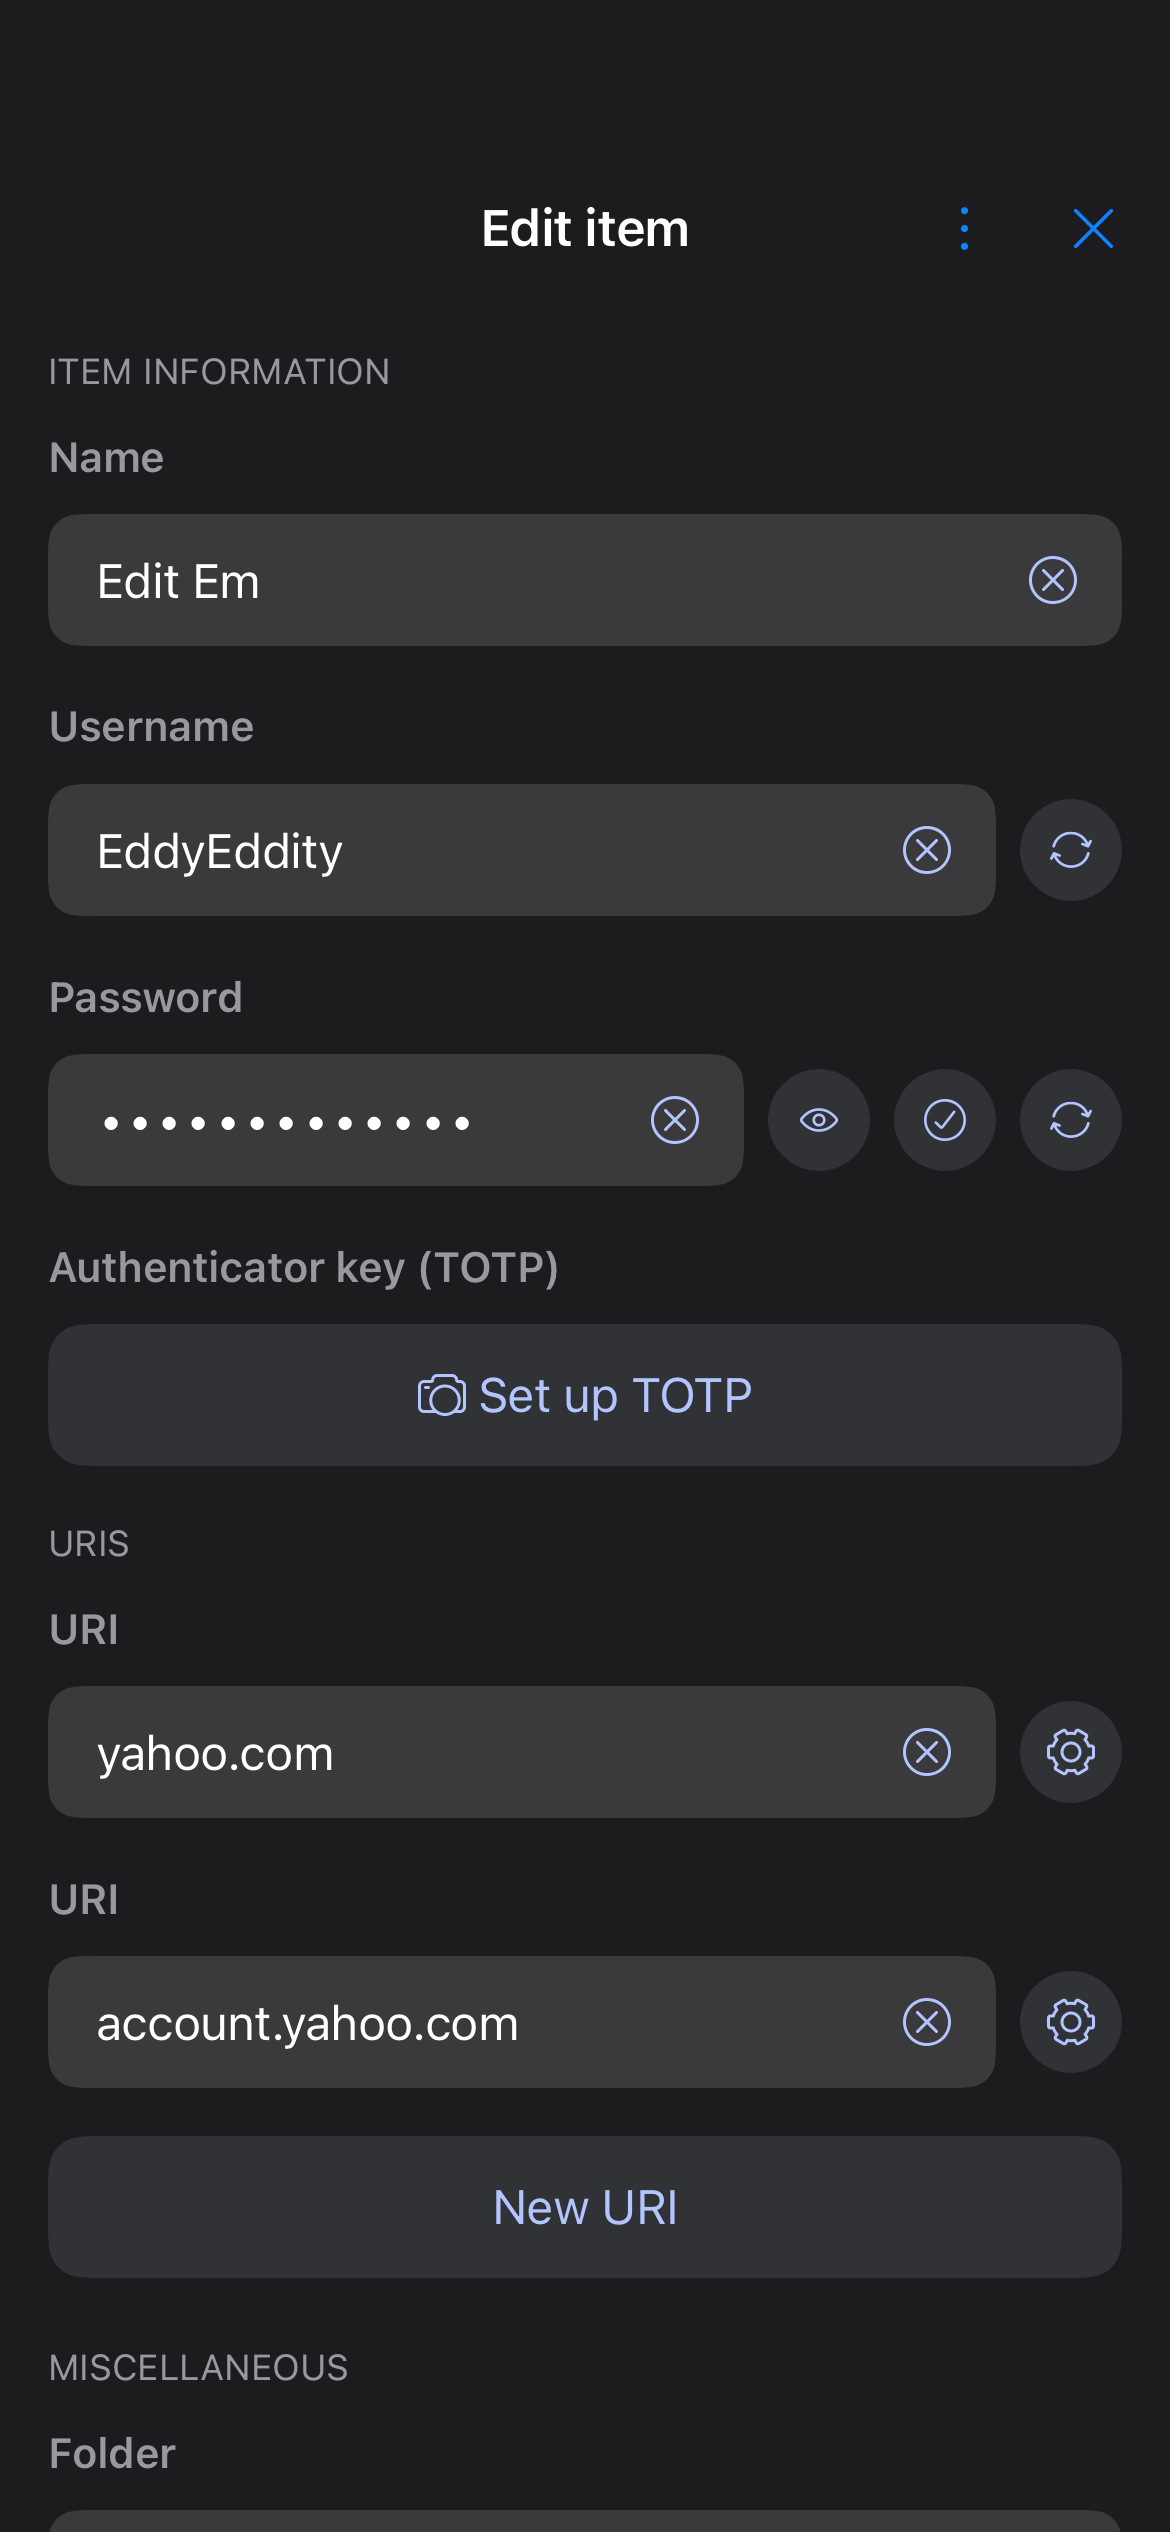 Edit item
ITEM INFORMATION
Name
Edit Em
Username
EddyEddity
Password
•••••••••••••
Authenticator key (TOTP)
Set up TOTP
URIS
URI
yahoo.com
URI
account.yahoo.com
New URI
MISCELLANEOUS
Folder